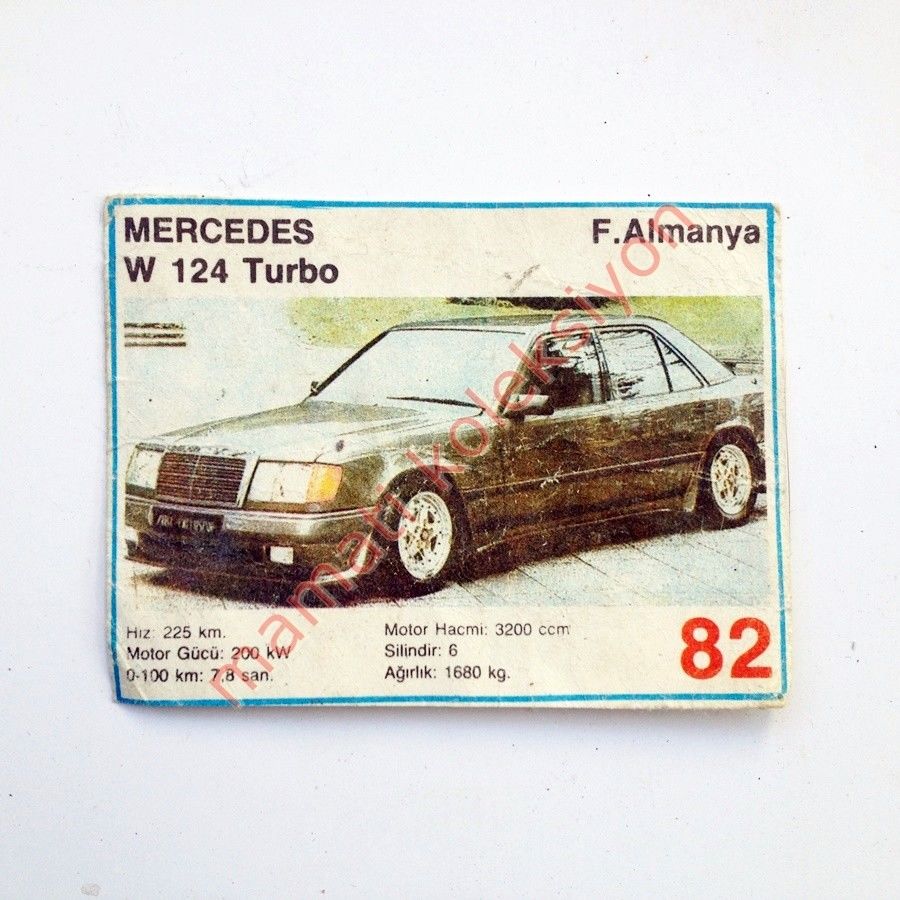 MERCEDES
F.Almanya
W 124 Turbo
Hız: 225 km.
Motor Gücü: 200 kW
0-100 km: 7,8 san.
Motor Hacmi: 3200 ccm
Silindir: 6
Ağırlık: 1680 kg.
82
mamati koleksiyon